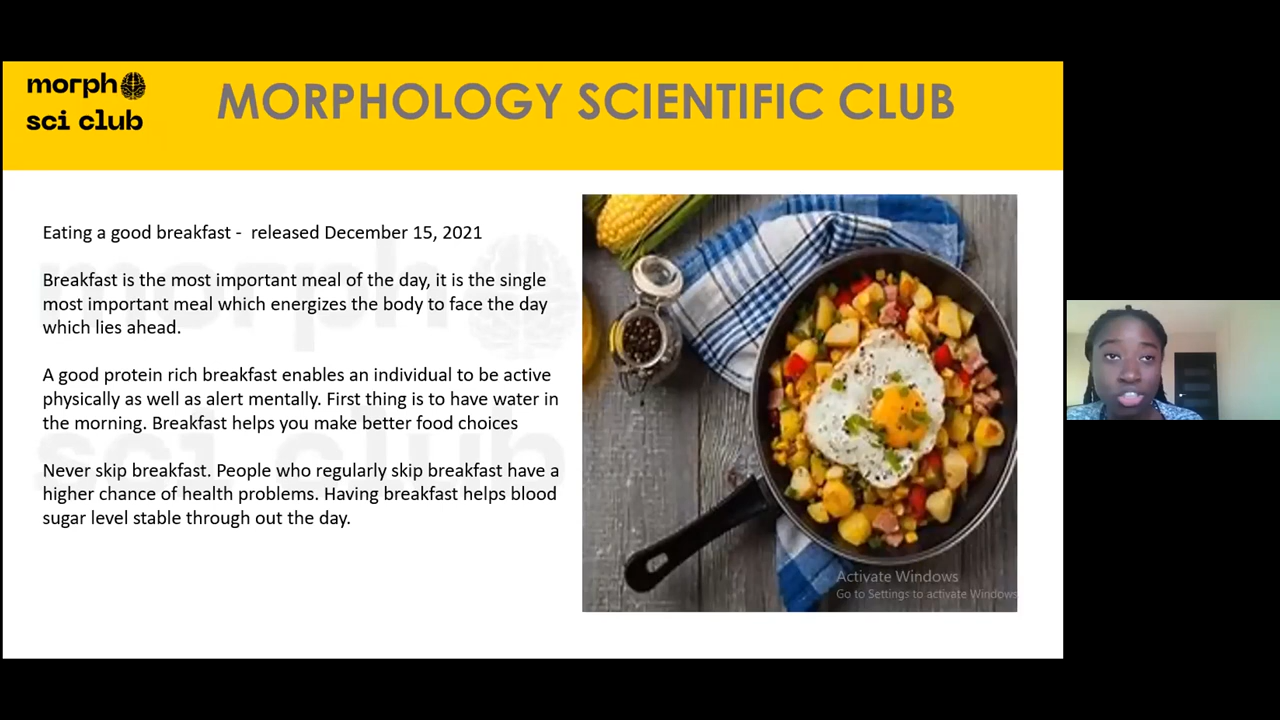 morph
sci club
MORPHOLOGY SCIENTIFIC CLUB
Eating a good breakfast - released December 15, 2021
Breakfast is the most important meal of the day, it is the single
most important meal which energizes the body to face the day
which lies ahead.
A good protein rich breakfast enables an individual to be active
physically as well as alert mentally. First thing is to have water in
the morning. Breakfast helps you make better food choices
Never skip breakfast. People who regularly skip breakfast have a
higher chance of health problems. Having breakfast helps blood
sugar level stable through out the day.
morph
sci club
Activate Windows
Go to Settings to activate Windows